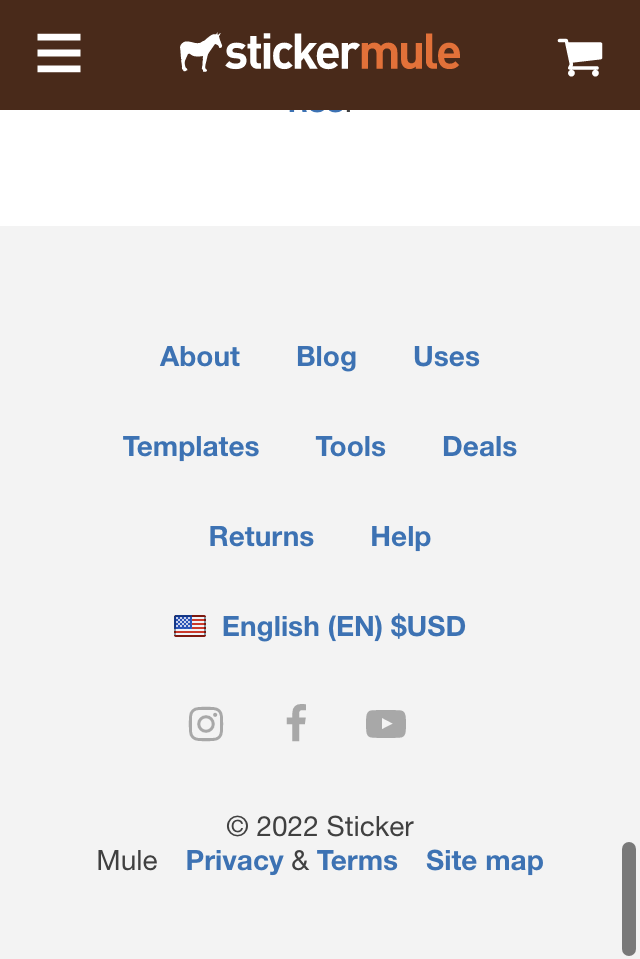 stickermule
About Blog Uses
Templates Tools Deals
Returns Help
English (EN) $USD
© 2022 Sticker
Mule Privacy & Terms Site map